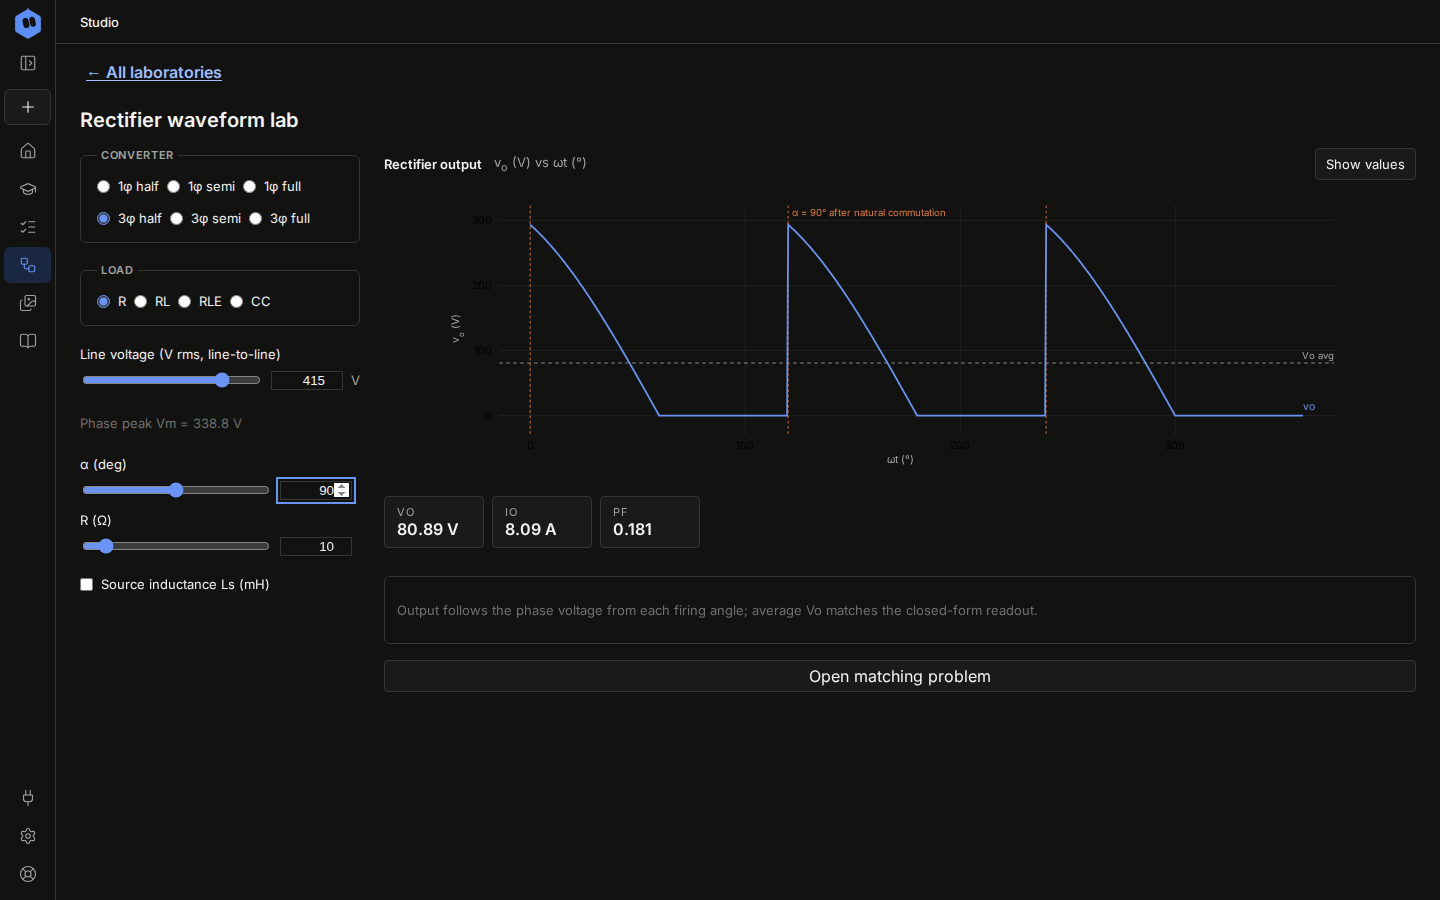 Studio
← All laboratories
Rectifier waveform lab
CONVERTER
1φ half 1φ semi 1φ full
3φ half 3φ semi 3φ full
LOAD
R RL RLE CC
Line voltage (V rms, line-to-line)
415 V
Phase peak Vm = 338.8 V
α (deg)
90
R (Ω)
10
Source inductance Ls (mH)
Rectifier output vo (V) vs ωt (°)
Show values
α = 90° after natural commutation
300
200
100
0
vo (V)
Vo avg
vo
0 100 200 300
ωt (°)
VO
80.89 V
IO
8.09 A
PF
0.181
Output follows the phase voltage from each firing angle; average Vo matches the closed-form readout.
Open matching problem